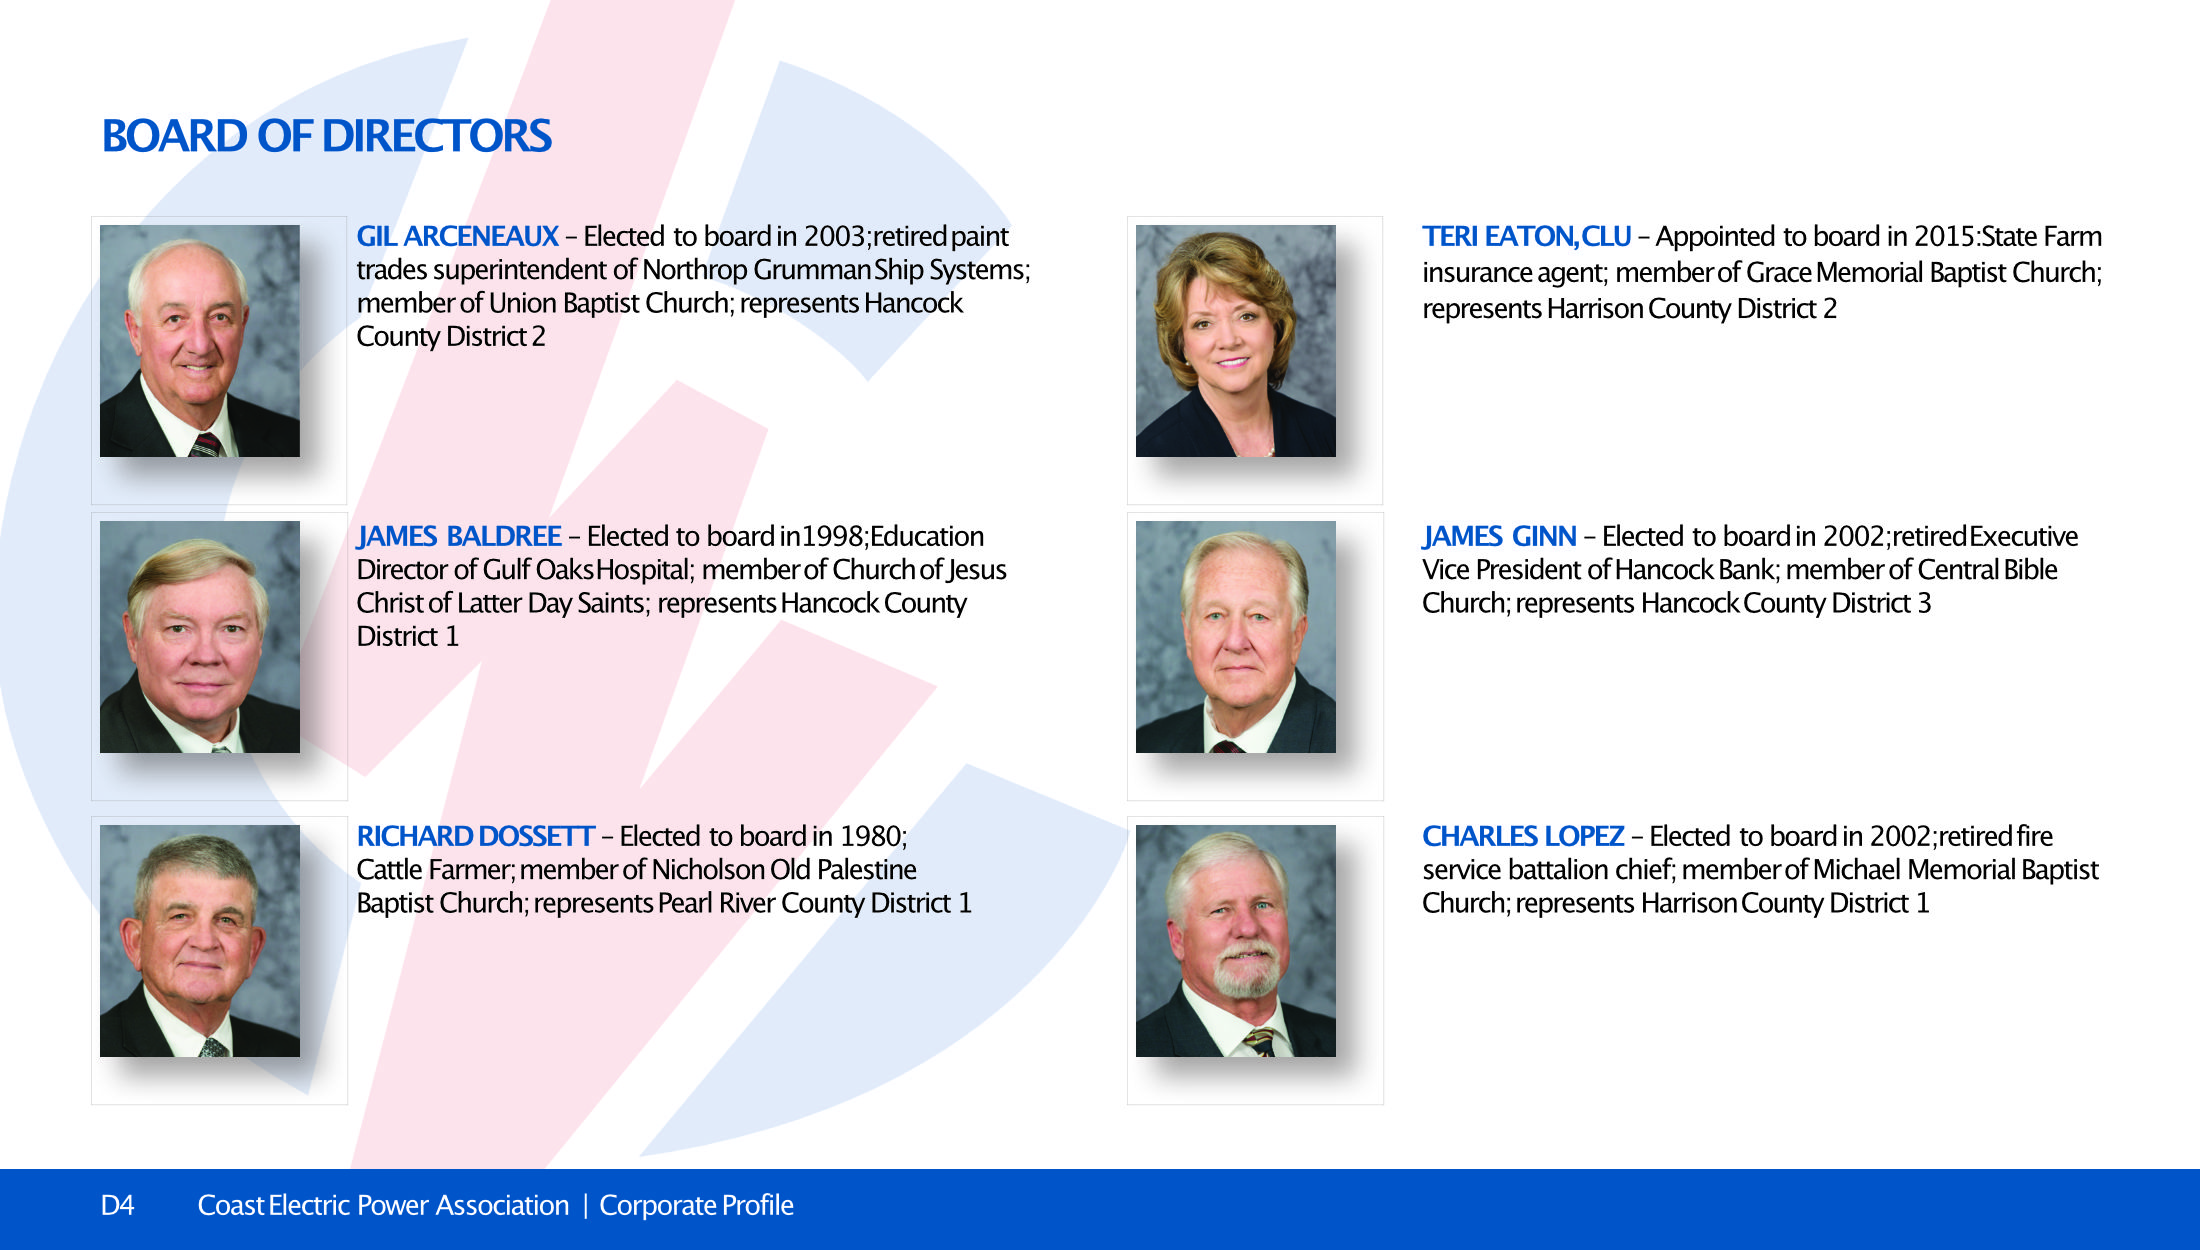 BOARD OF DIRECTORS
GIL ARCENEAUX – Elected to board in 2003;retired paint
trades superintendent of Northrop Grumman Ship Systems;
member of Union Baptist Church; represents Hancock
County District 2
JAMES BALDREE – Elected to board in1998;Education
Director of Gulf Oaks Hospital; member of Church of Jesus
Christ of Latter Day Saints; represents Hancock County
District 1
RICHARD DOSSETT – Elected to board in 1980;
Cattle Farmer; member of Nicholson Old Palestine
Baptist Church; represents Pearl River County District 1
TERI EATON,CLU – Appointed to board in 2015:State Farm
insurance agent; member of Grace Memorial Baptist Church;
represents Harrison County District 2
JAMES GINN – Elected to board in 2002;retired Executive
Vice President of Hancock Bank; member of Central Bible
Church; represents Hancock County District 3
CHARLES LOPEZ – Elected to board in 2002;retired fire
service battalion chief; member of Michael Memorial Baptist
Church; represents Harrison County District 1
D4 Coast Electric Power Association | Corporate Profile